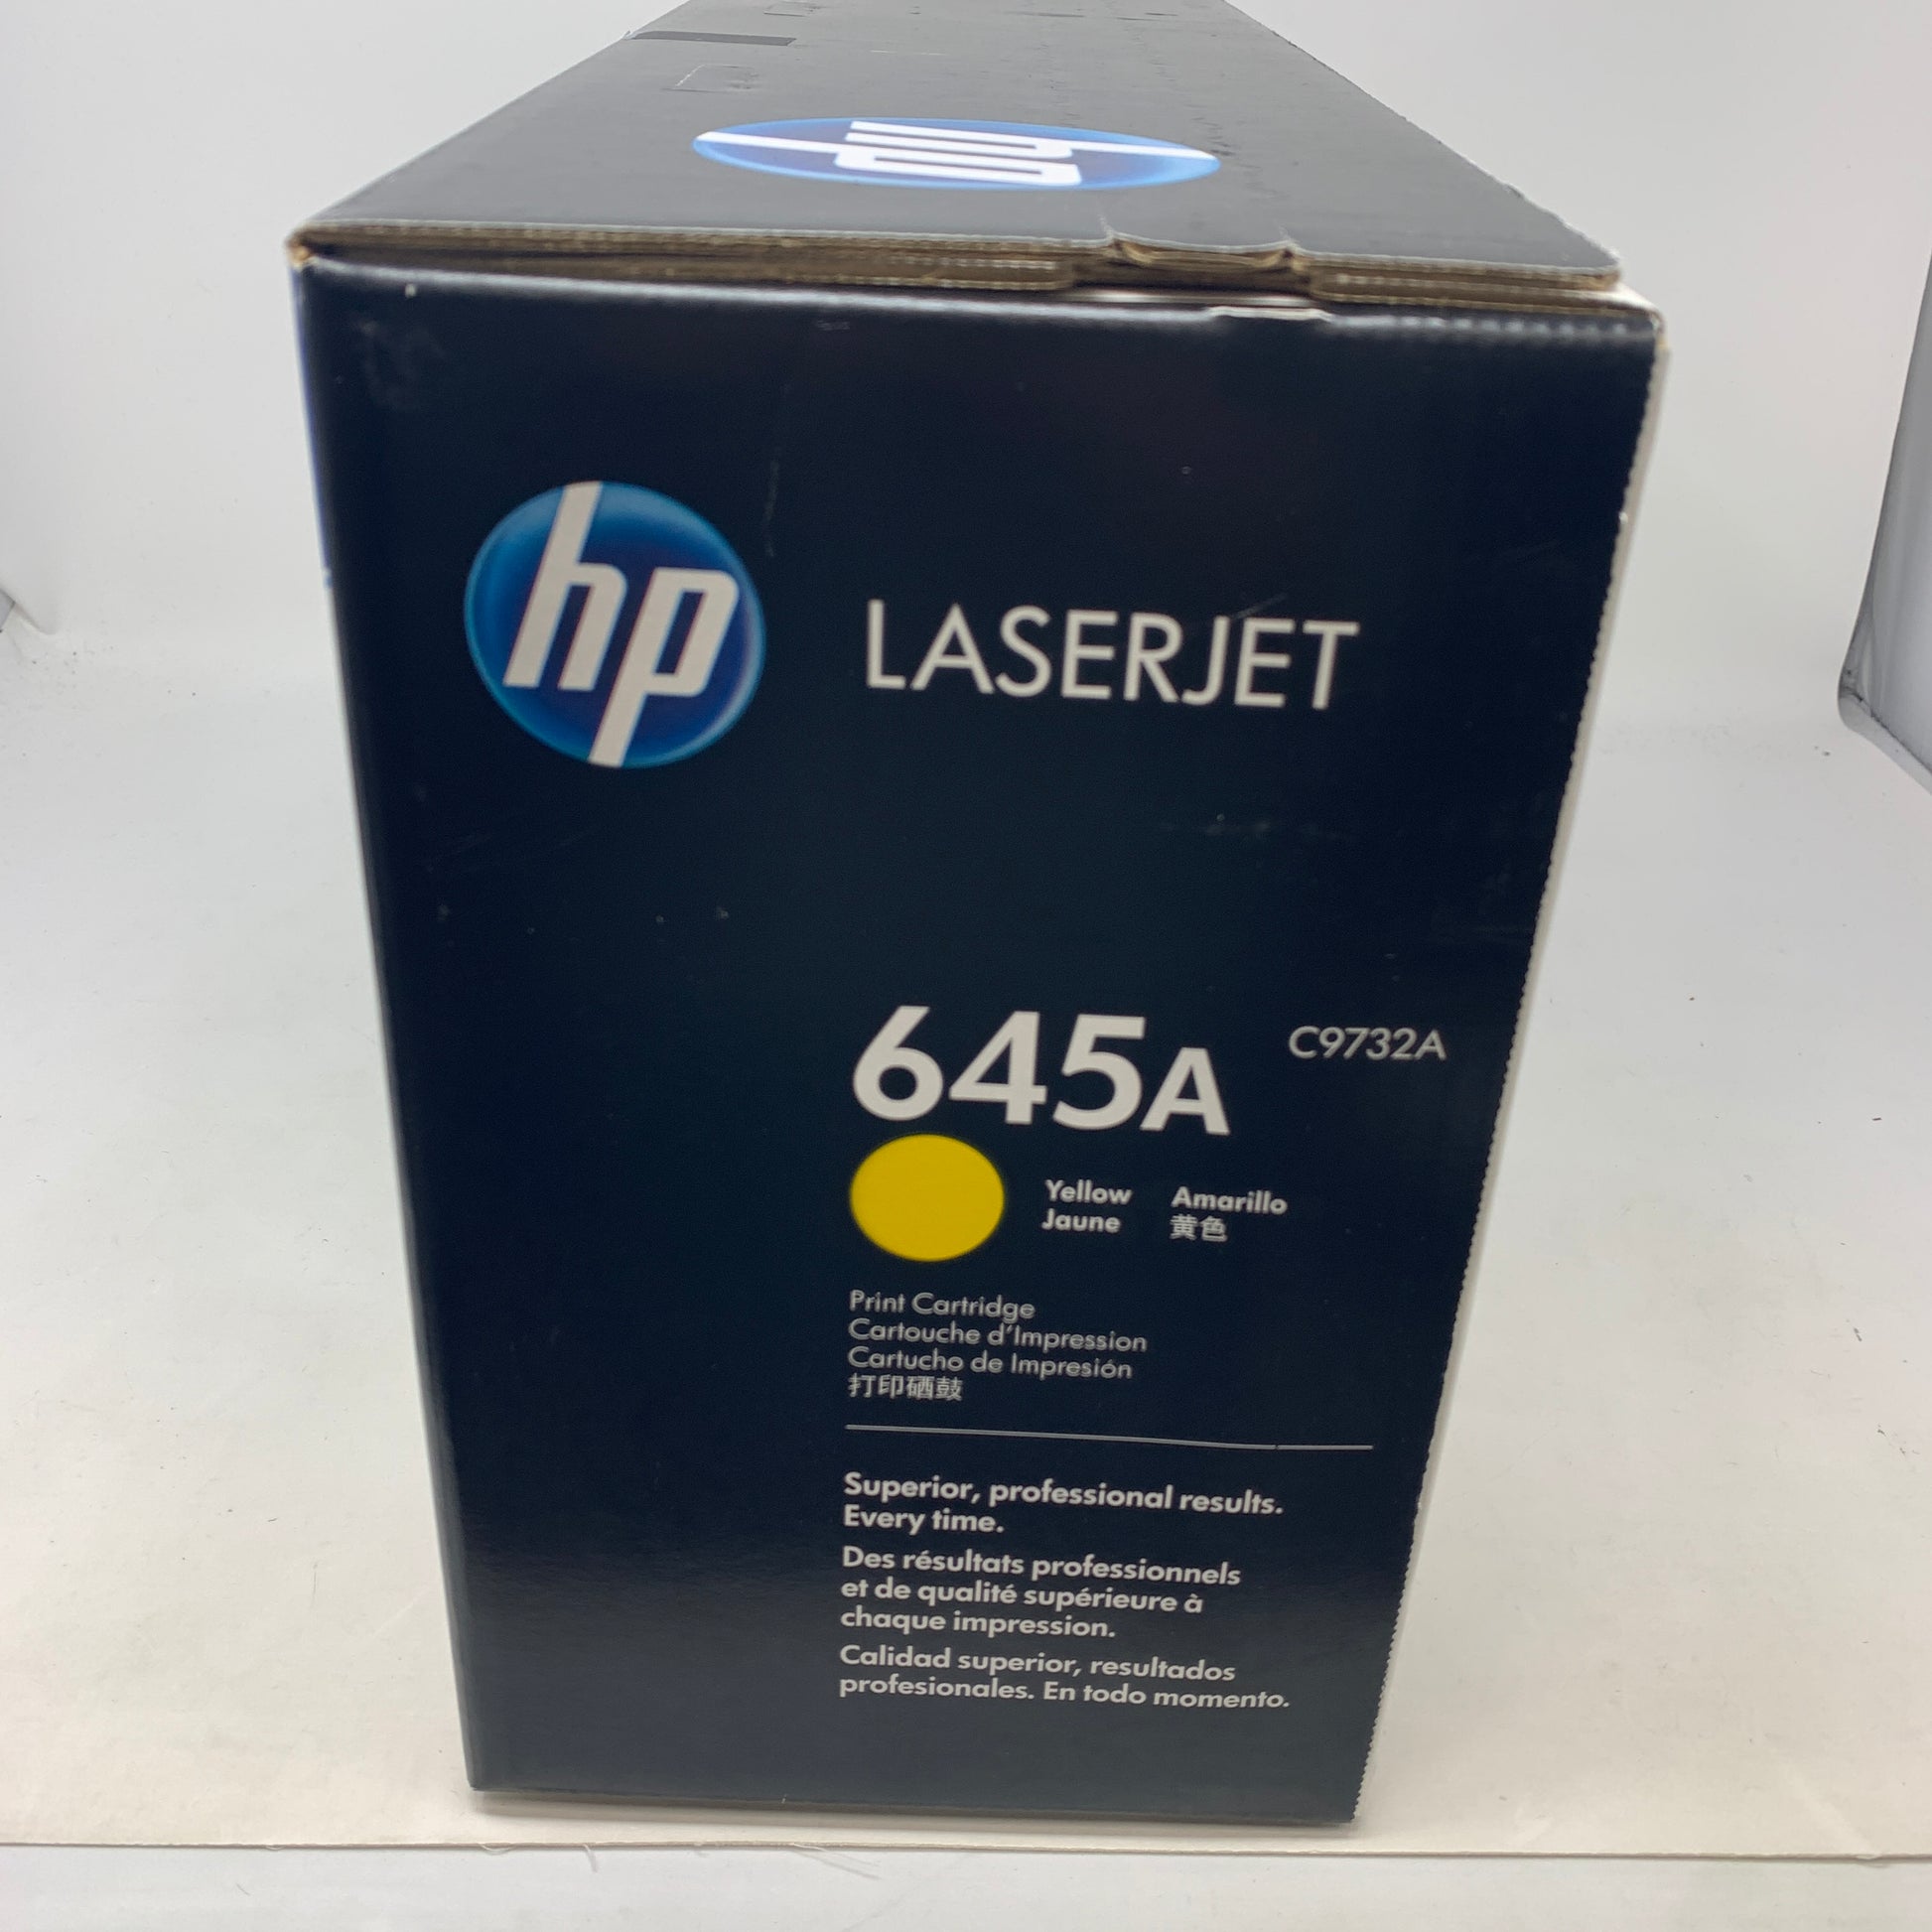 hp
hp
LASERJET
645A
C9732A
Yellow
Jaune
Amarillo
黄色
Print Cartridge
Cartouche d'Impression
Cartucho de Impresión
打印硒鼓
Superior, professional results.
Every time.
Des résultats professionnels
et de qualité supérieure à
chaque impression.
Calidad superior, resultados
profesionales. En todo momento.